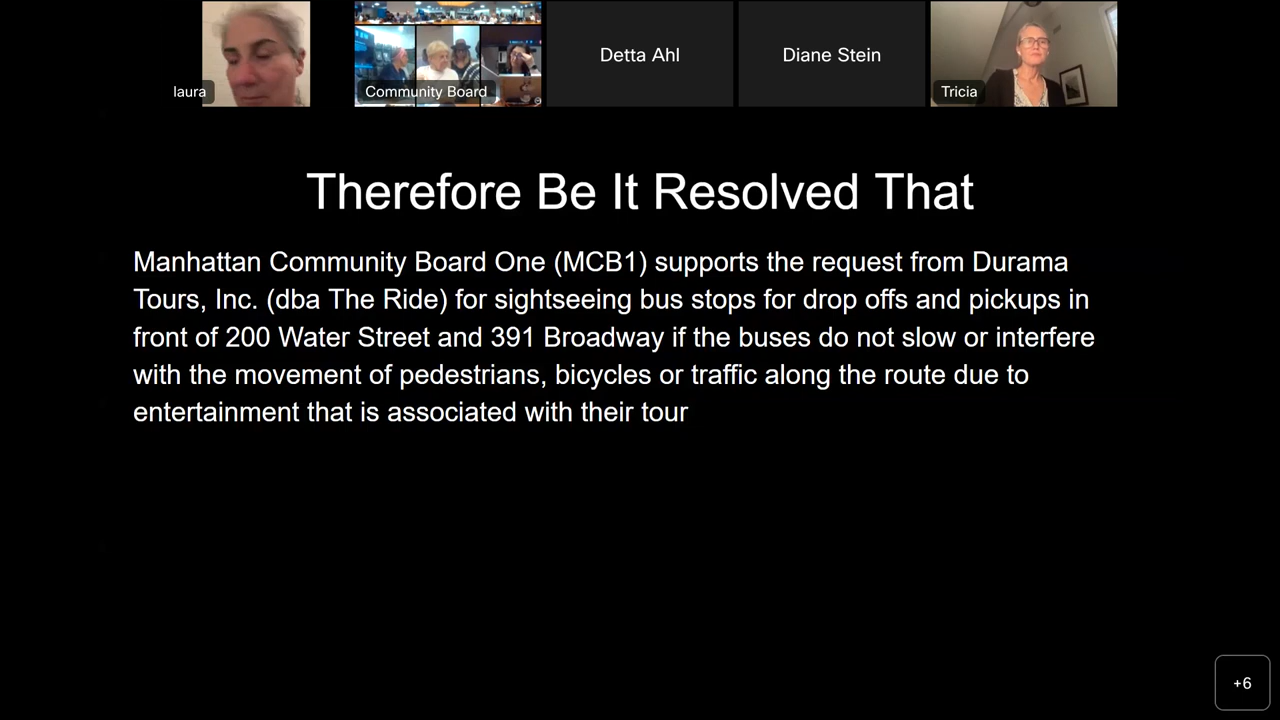 laura
Community Board
Detta Ahl
Diane Stein
Tricia
Therefore Be It Resolved That
Manhattan Community Board One (MCB1) supports the request from Durama
Tours, Inc. (dba The Ride) for sightseeing bus stops for drop offs and pickups in
front of 200 Water Street and 391 Broadway if the buses do not slow or interfere
with the movement of pedestrians, bicycles or traffic along the route due to
entertainment that is associated with their tour
+6